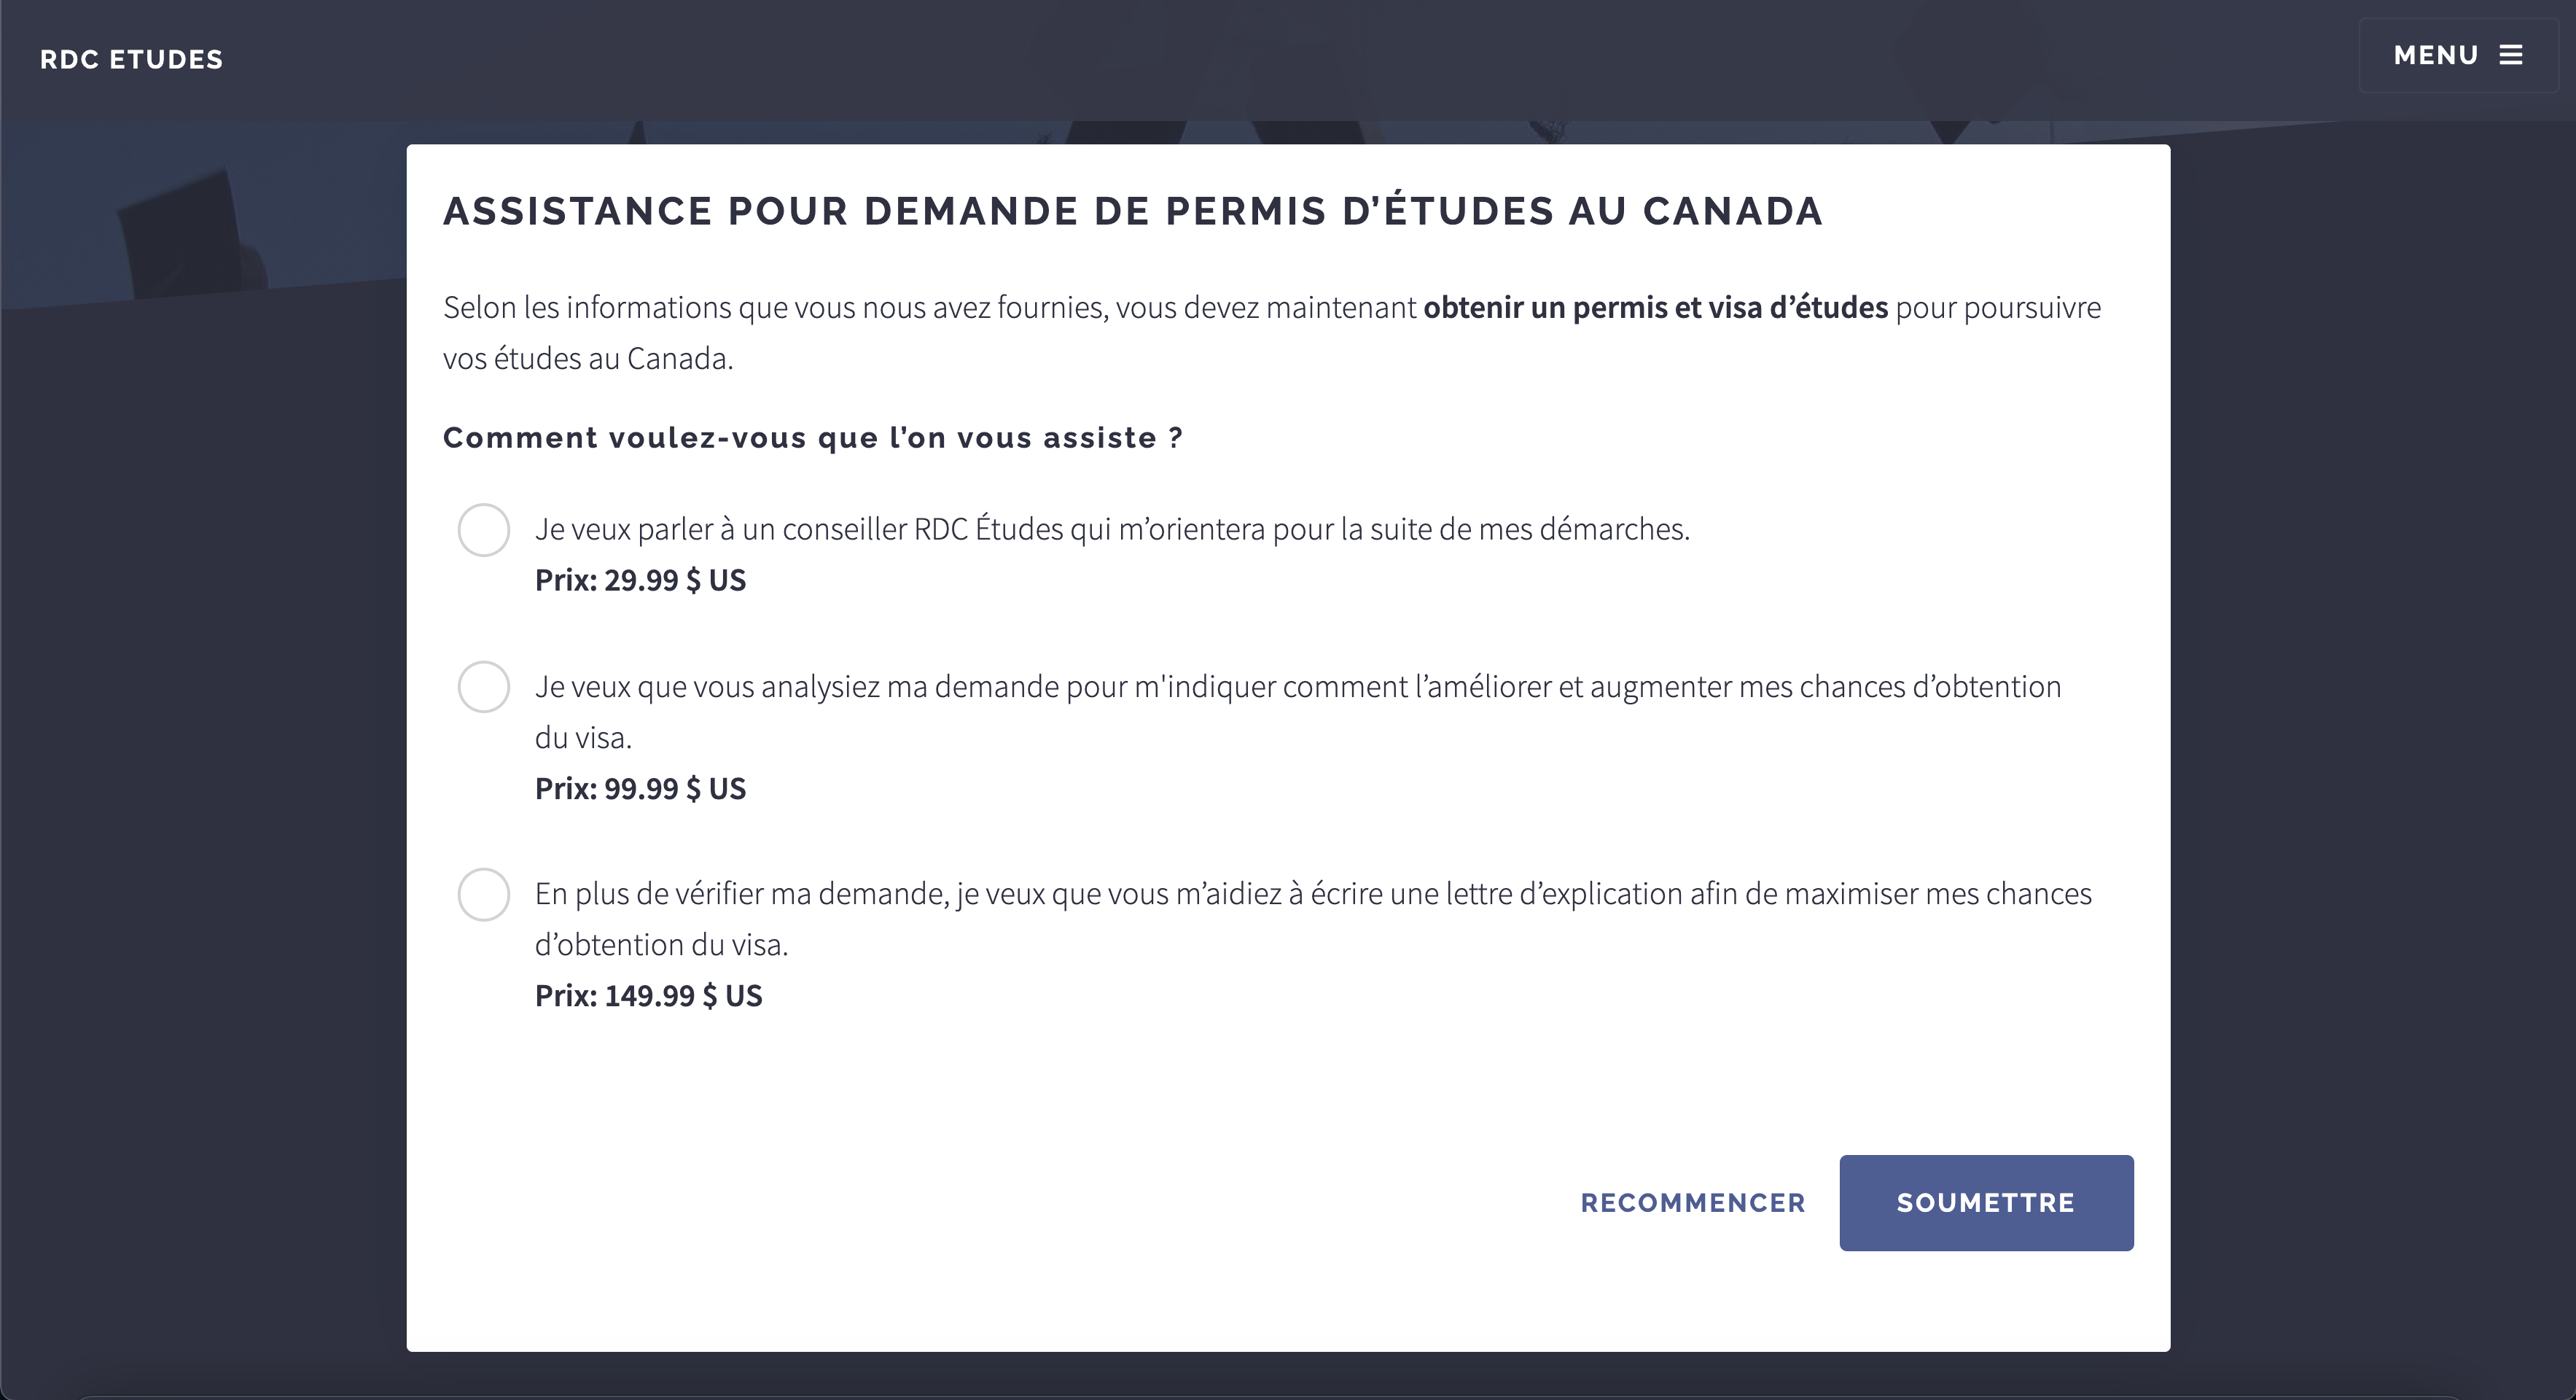 RDC ETUDES
MENU
ASSISTANCE POUR DEMANDE DE PERMIS D’ÉTUDES AU CANADA
Selon les informations que vous nous avez fournies, vous devez maintenant obtenir un permis et visa d’études pour poursuivre
vos études au Canada.
Comment voulez-vous que l’on vous assiste ?
Je veux parler à un conseiller RDC Études qui m’orientera pour la suite de mes démarches.
Prix: 29.99 $ US
Je veux que vous analysiez ma demande pour m'indiquer comment l’améliorer et augmenter mes chances d’obtention
du visa.
Prix: 99.99 $ US
En plus de vérifier ma demande, je veux que vous m’aidiez à écrire une lettre d’explication afin de maximiser mes chances
d’obtention du visa.
Prix: 149.99 $ US
RECOMMENCER
SOUMETTRE